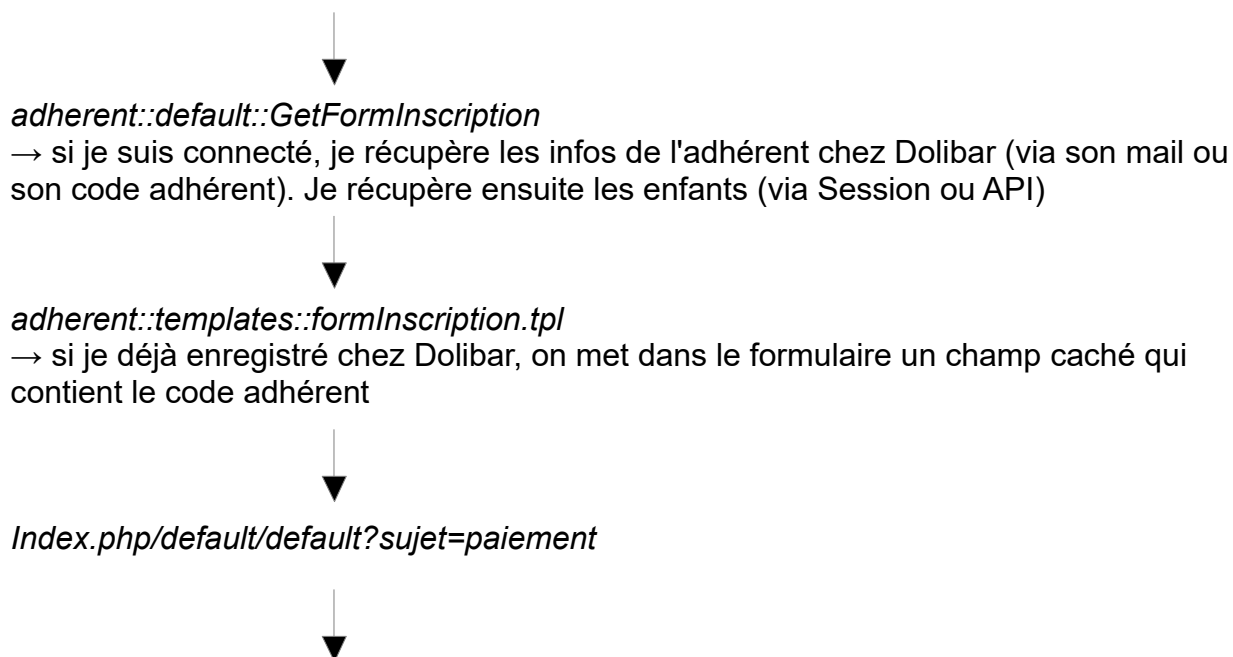 adherent::default::GetFormInscription
→ si je suis connecté, je récupère les infos de l'adhérent chez Dolibar (via son mail ou
son code adhérent). Je récupère ensuite les enfants (via Session ou API)
adherent::templates::formInscription.tpl
→ si je déjà enregistré chez Dolibar, on met dans le formulaire un champ caché qui
contient le code adhérent
Index.php/default/default?sujet=paiement